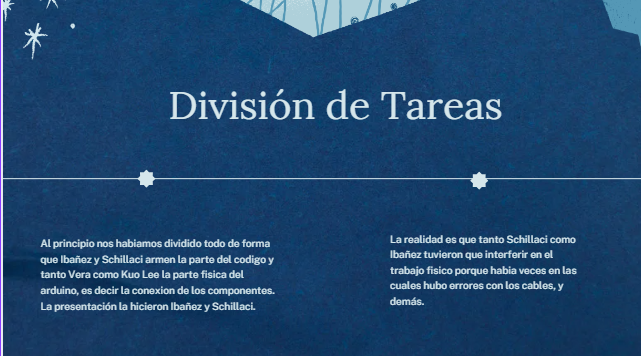 División de Tareas
Al principio nos habiamos dividido todo de forma
que Ibañez y Schillaci armen la parte del codigo y
tanto Vera como Kuo Lee la parte fisica del
arduino, es decir la conexion de los componentes.
La presentación la hicieron Ibañez y Schillaci.
La realidad es que tanto Schillaci como
Ibañez tuvieron que interferir en el
trabajo fisico porque habia veces en las
cuales hubo errores con los cables, y
demás.